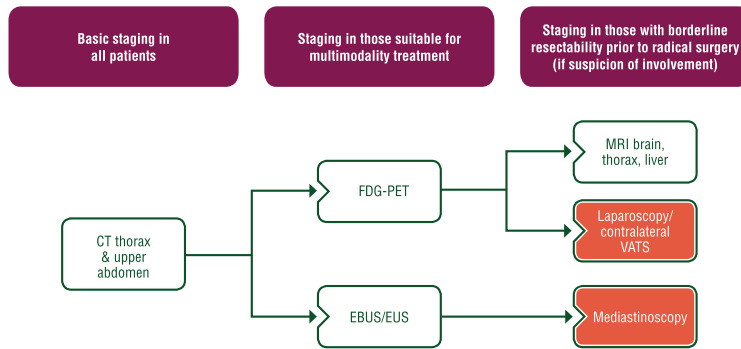 Basic staging in
all patients
Staging in those suitable for
multimodality treatment
Staging in those with borderline
resectability prior to radical surgery
(if suspicion of involvement)
CT thorax
& upper
abdomen
FDG-PET
EBUS/EUS
MRI brain,
thorax, liver
Laparoscopy/
contralateral
VATS
Mediastinoscopy